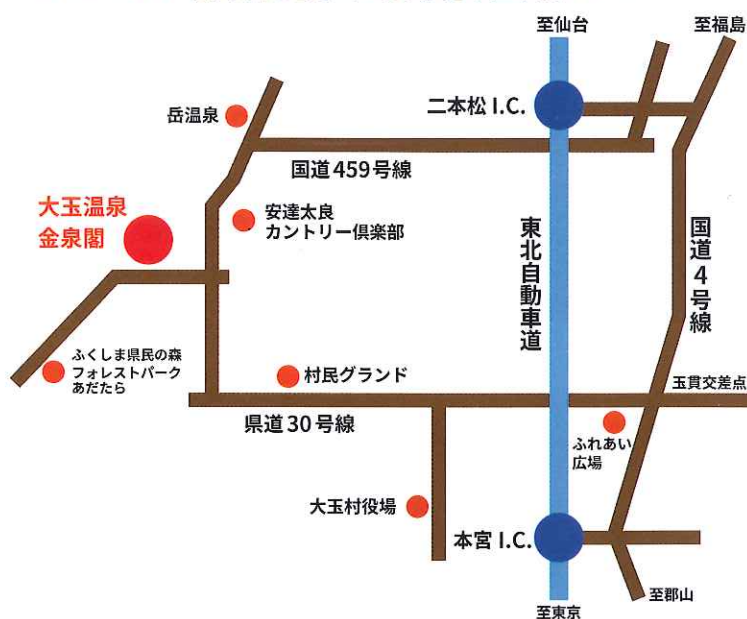 至仙台
至福島
二本松 I.C.
岳温泉
国道459号線
大玉温泉
金泉閣
安達太良
カントリー倶楽部
東北自動車道
国道4号線
ふくしま県民の森
フォレストパーク
あだたら
村民グランド
玉貫交差点
県道30号線
ふれあい
広場
大玉村役場
本宮 I.C.
至郡山
至東京